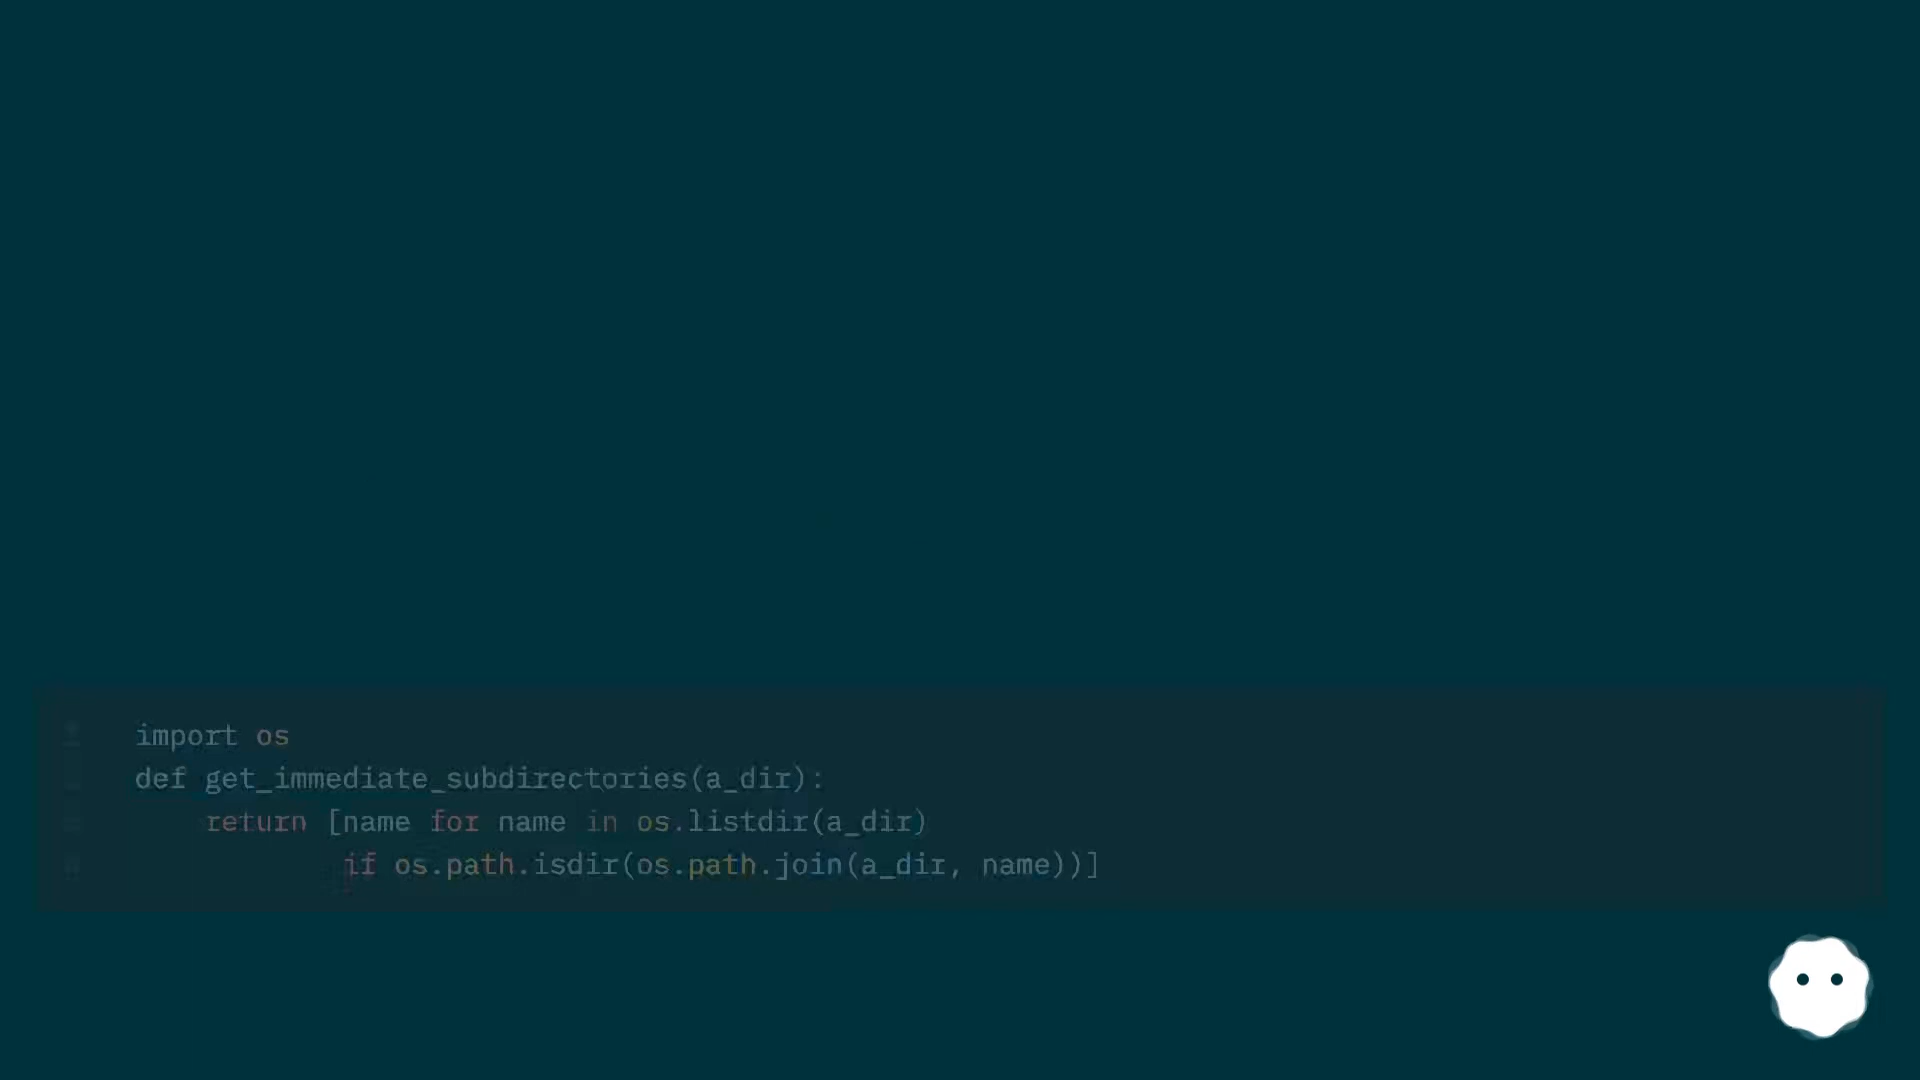 import os
def get_immediate_subdirectories(a_dir):
    return [name for name in os.listdir(a_dir)
            if os.path.isdir(os.path.join(a_dir, name))]